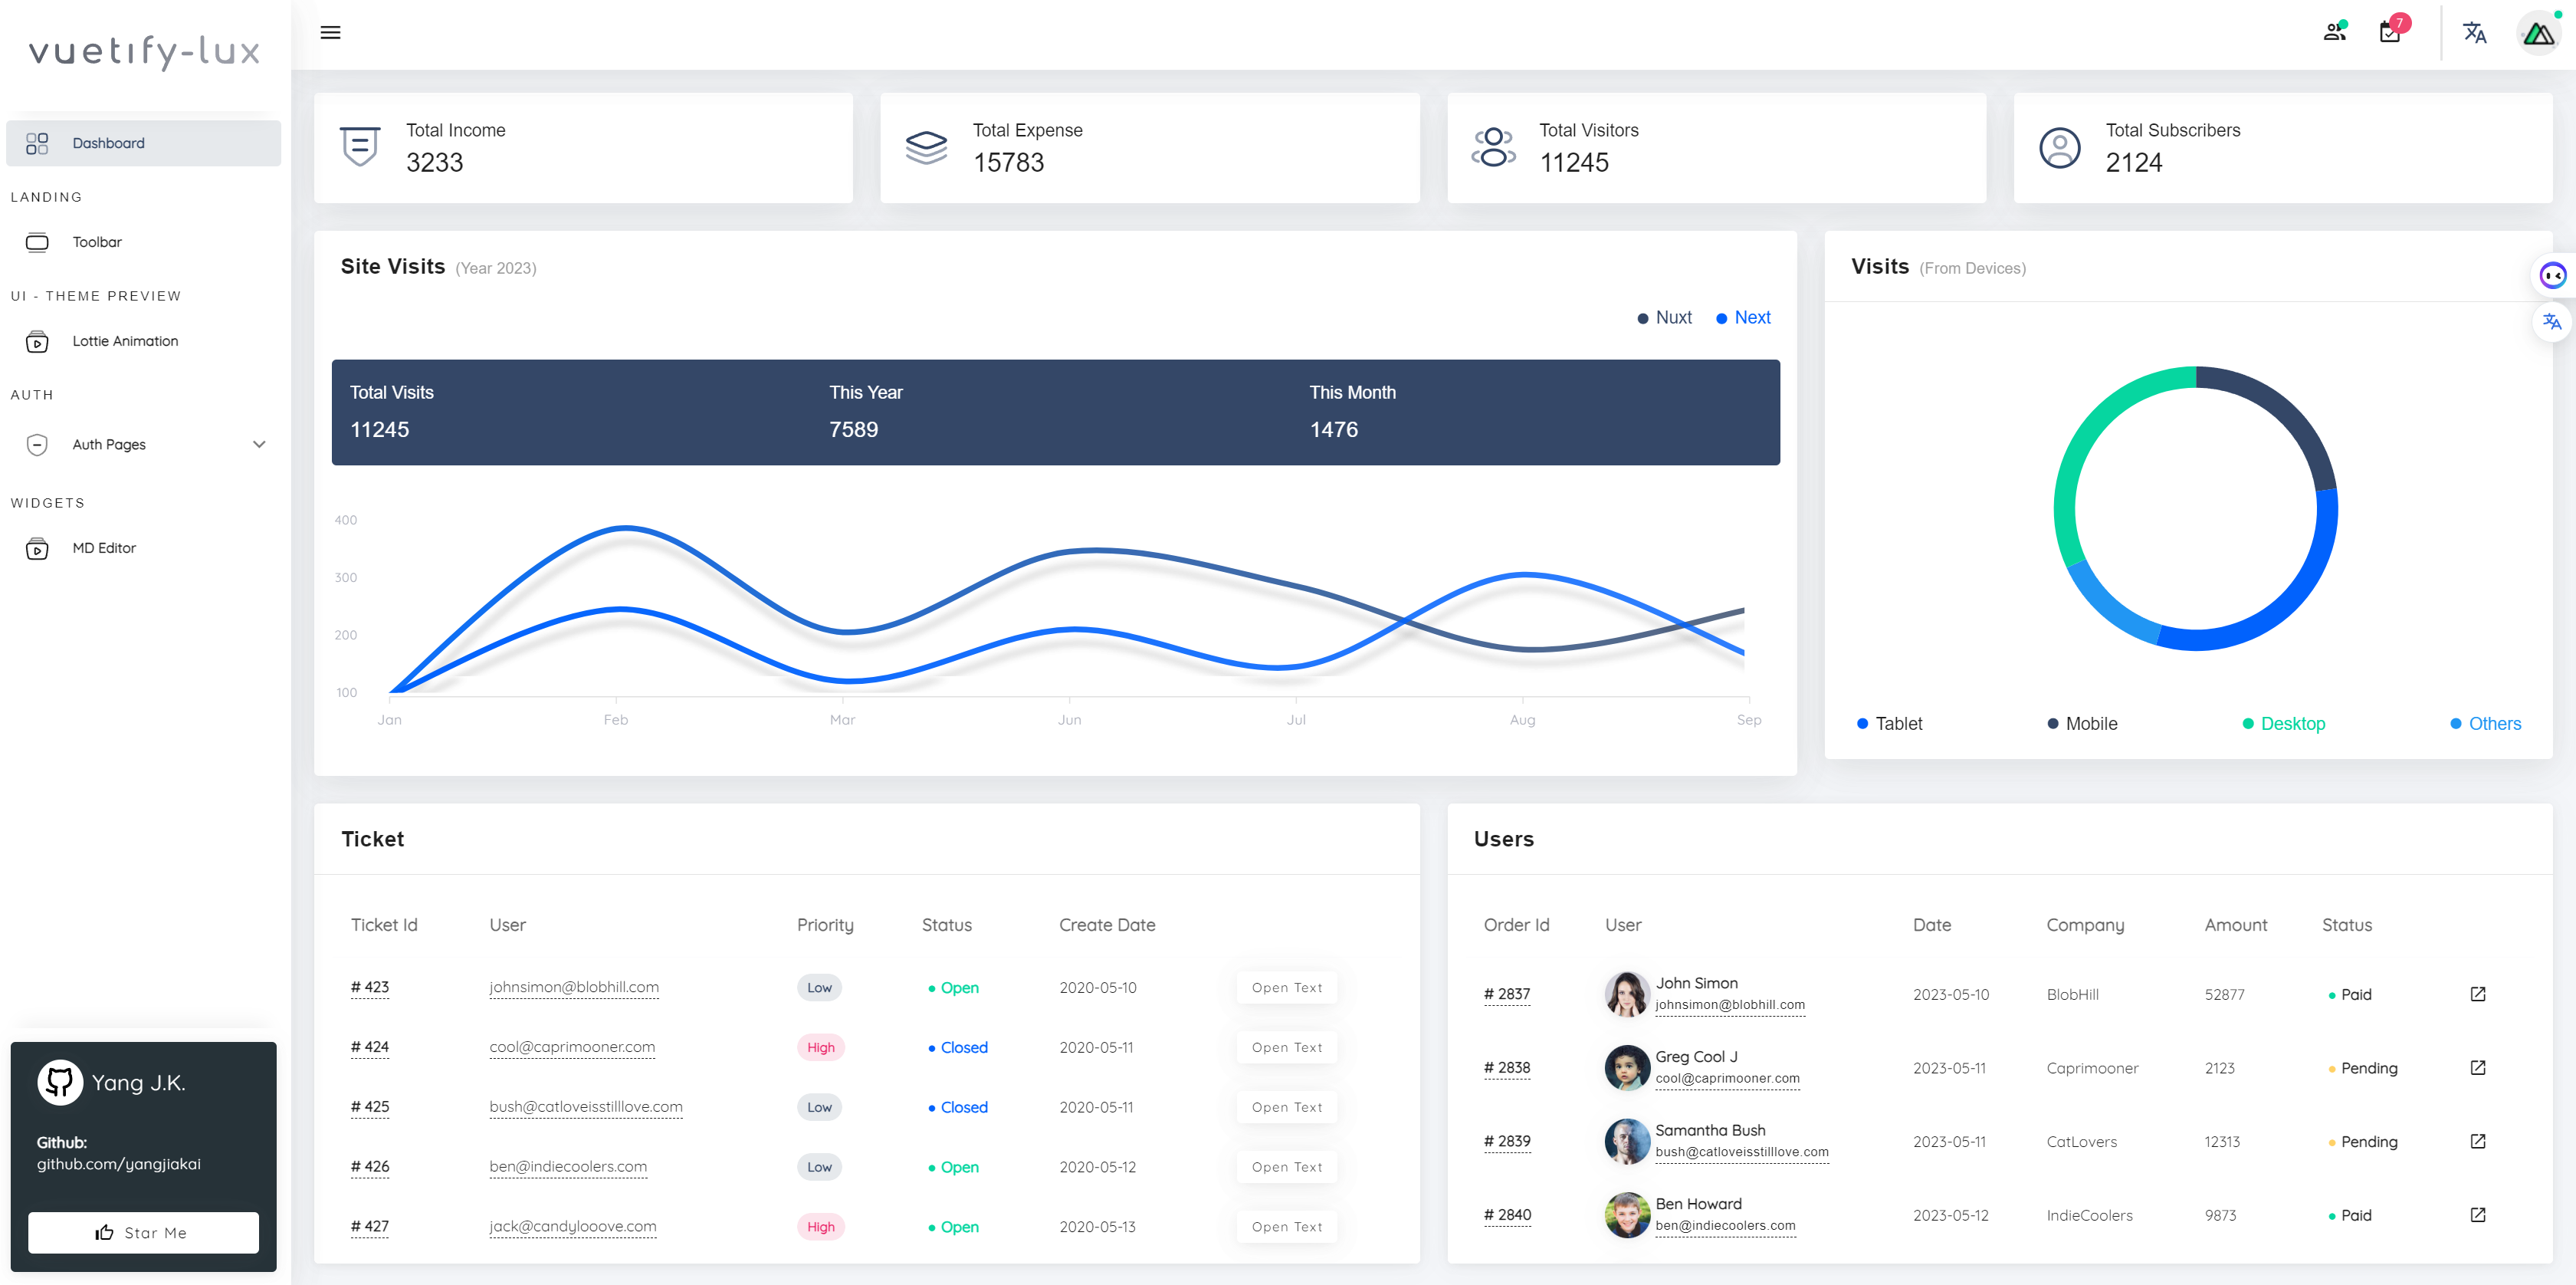 vuetify-lux
7
Dashboard
LANDING
Toolbar
UI - THEME PREVIEW
Lottie Animation
AUTH
Auth Pages
WIDGETS
MD Editor
Yang J.K.
Github:
github.com/yangjiakai
Star Me
Total Income
3233
Total Expense
15783
Total Visitors
11245
Total Subscribers
2124
Site Visits (Year 2023)
Nuxt Next
Total Visits This Year This Month
11245 7589 1476
400
300
200
100
Jan Feb Mar Jun Jul Aug Sep
Visits (From Devices)
Tablet Mobile Desktop Others
Ticket
Ticket Id User Priority Status Create Date
# 423 johnsimon@blobhill.com Low Open 2020-05-10 Open Text
# 424 cool@caprimooner.com High Closed 2020-05-11 Open Text
# 425 bush@catloveisstilllove.com Low Closed 2020-05-11 Open Text
# 426 ben@indiecoolers.com Low Open 2020-05-12 Open Text
# 427 jack@candylooove.com High Open 2020-05-13 Open Text
Users
Order Id User Date Company Amount Status
# 2837 John Simon 2023-05-10 BlobHill 52877 Paid
johnsimon@blobhill.com
# 2838 Greg Cool J 2023-05-11 Caprimooner 2123 Pending
cool@caprimooner.com
# 2839 Samantha Bush 2023-05-11 CatLovers 12313 Pending
bush@catloveisstilllove.com
# 2840 Ben Howard 2023-05-12 IndieCoolers 9873 Paid
ben@indiecoolers.com